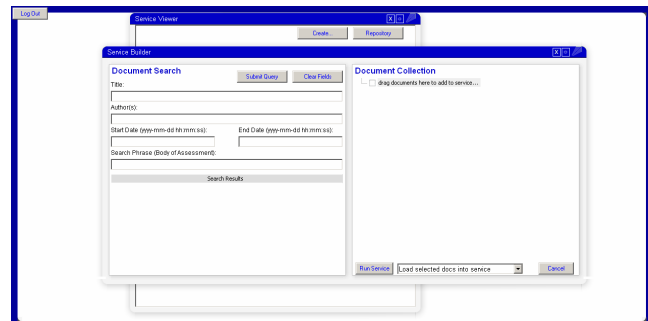 Log Out
Service Viewer
X
Create...
Repository
Service Builder
X
Document Search
Submit Query
Clear Fields
Title:
Author(s):
Start Date (yyy-mm-dd hh:mm:ss):
End Date (yyy-mm-dd hh:mm:ss):
Search Phrase (Body of Assessment):
Search Results
Document Collection
drag documents here to add to service...
Run Service
Load selected docs into service
Cancel